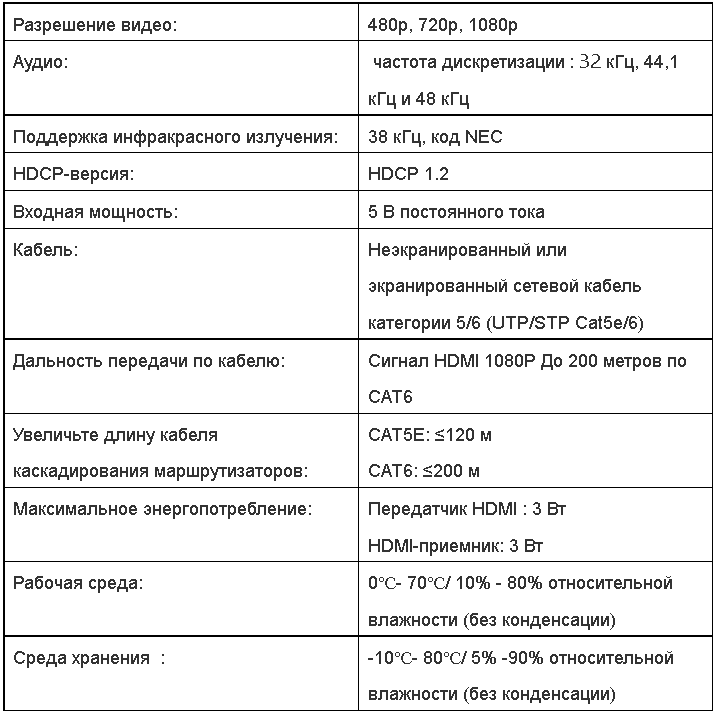 Разрешение видео: 480p, 720p, 1080p
Аудио: частота дискретизации : 32 кГц, 44,1
кГц и 48 кГц
Поддержка инфракрасного излучения: 38 кГц, код NEC
HDCP-версия: HDCP 1.2
Входная мощность: 5 В постоянного тока
Кабель: Неэкранированный или
экранированный сетевой кабель
категории 5/6 (UTP/STP Cat5e/6)
Дальность передачи по кабелю: Сигнал HDMI 1080P До 200 метров по
CAT6
Увеличьте длину кабеля CAT5E: ≤120 м
каскадирования маршрутизаторов: CAT6: ≤200 м
Максимальное энергопотребление: Передатчик HDMI : 3 Вт
HDMI-приемник: 3 Вт
Рабочая среда: 0℃- 70℃/ 10% - 80% относительной
влажности (без конденсации)
Среда хранения : -10℃- 80℃/ 5% -90% относительной
влажности (без конденсации)